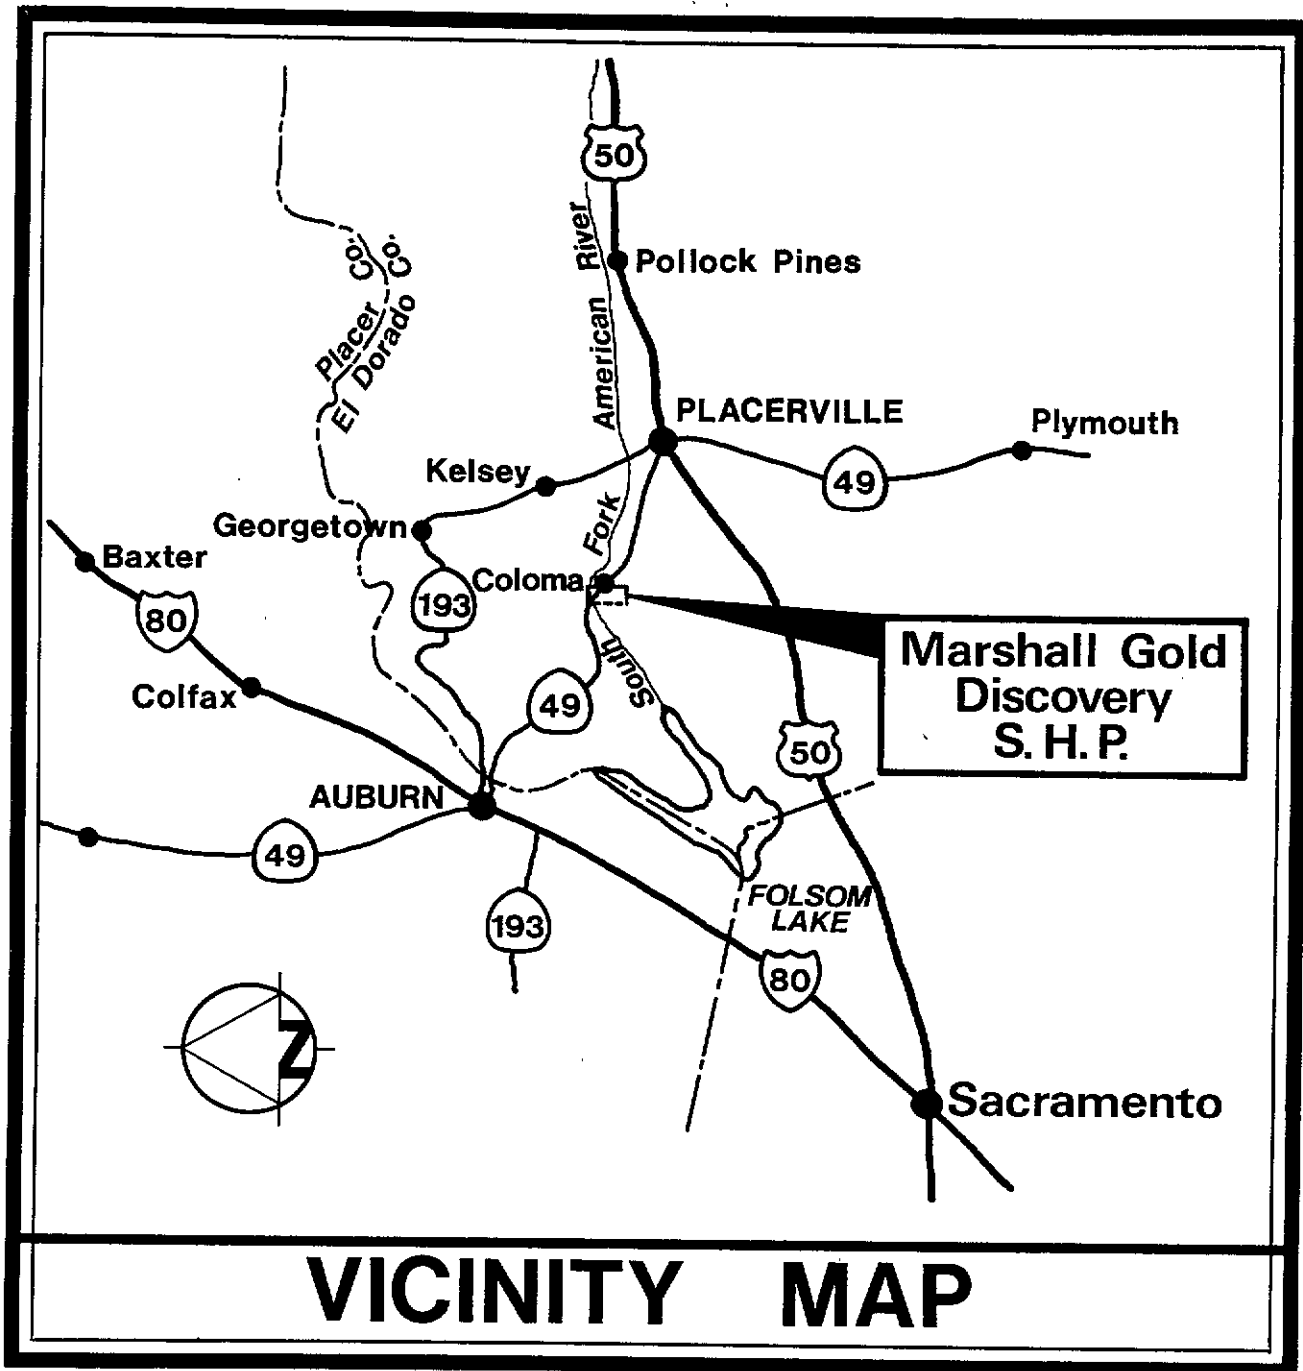 50
River
Pollock Pines
Placer Co.
El Dorado Co.
American
PLACERVILLE
Plymouth
Kelsey
49
Georgetown
Fork
Baxter
Coloma
193
80
Marshall Gold
Discovery
S. H. P.
South
Colfax
49
50
AUBURN
49
FOLSOM
LAKE
193
80
N
Sacramento
VICINITY MAP